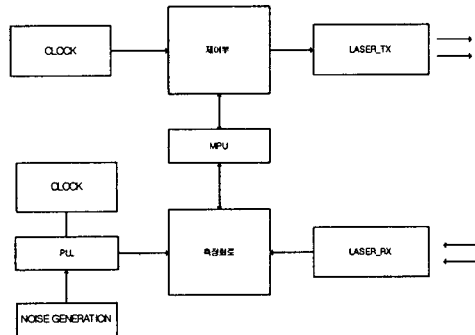 CLOCK
제어부
LASER_TX
MPU
CLOCK
PLL
측정회로
LASER_RX
NOISE GENERATION